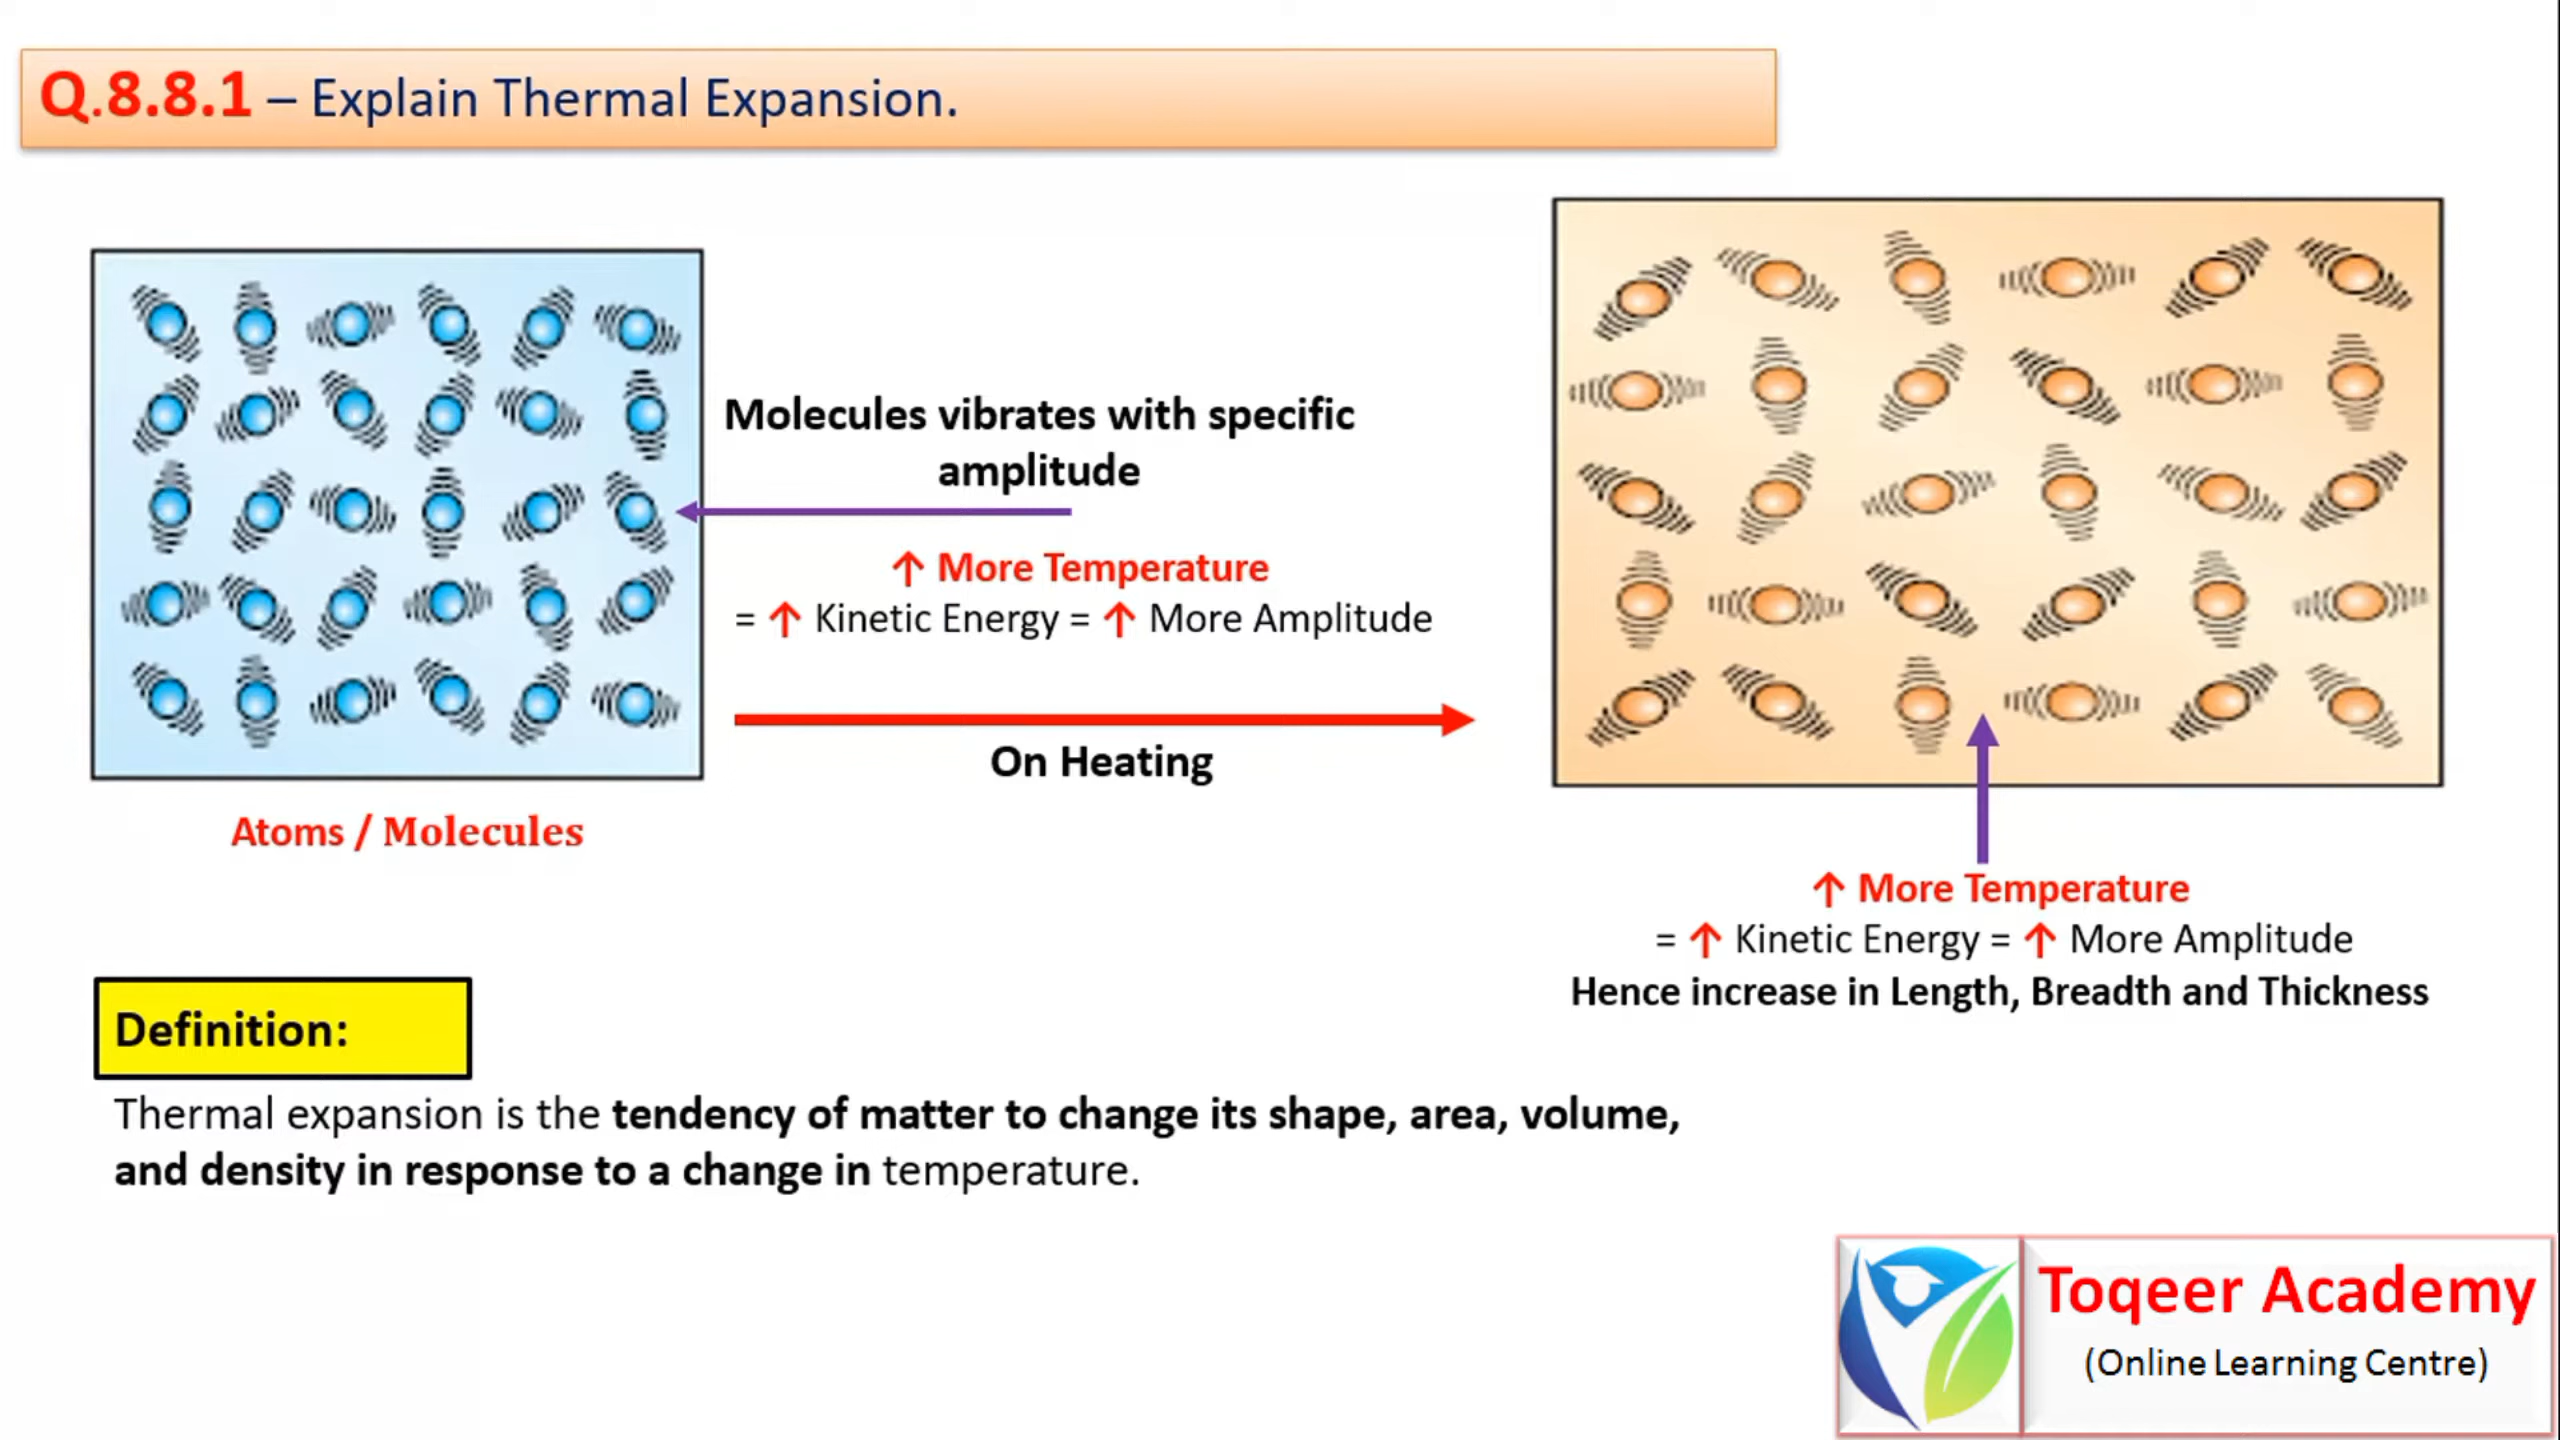 Q.8.8.1 – Explain Thermal Expansion.
Molecules vibrates with specific
amplitude
↑ More Temperature
= ↑ Kinetic Energy = ↑ More Amplitude
On Heating
Atoms / Molecules
↑ More Temperature
= ↑ Kinetic Energy = ↑ More Amplitude
Hence increase in Length, Breadth and Thickness
Definition:
Thermal expansion is the tendency of matter to change its shape, area, volume,
and density in response to a change in temperature.
Toqeer Academy
(Online Learning Centre)